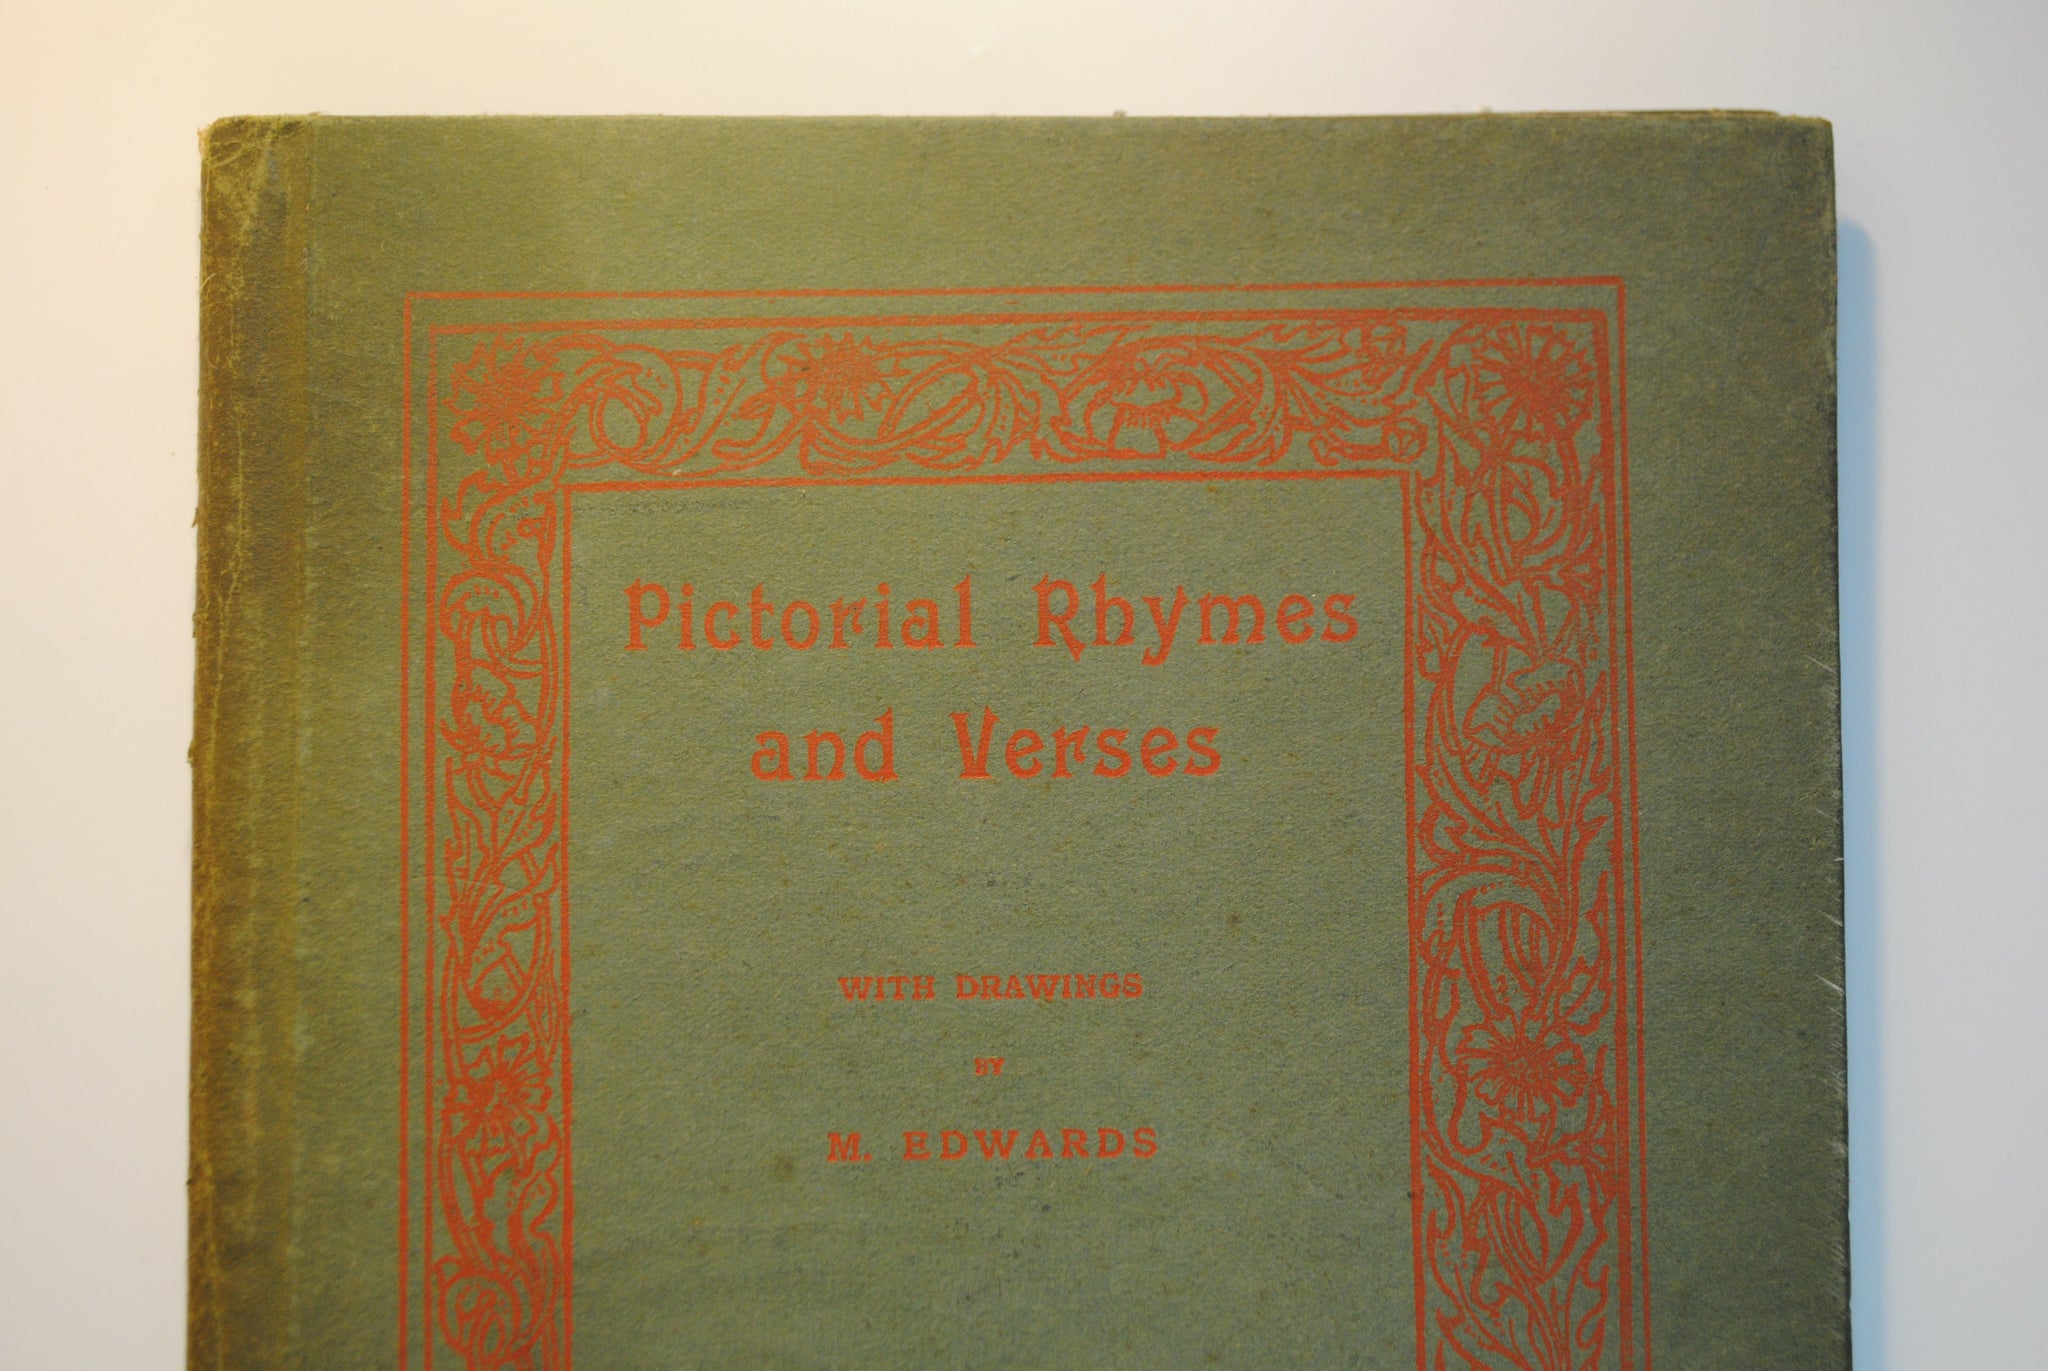 Pictorial Rhymes
and Verses
WITH DRAWINGS
BY
M. EDWARDS